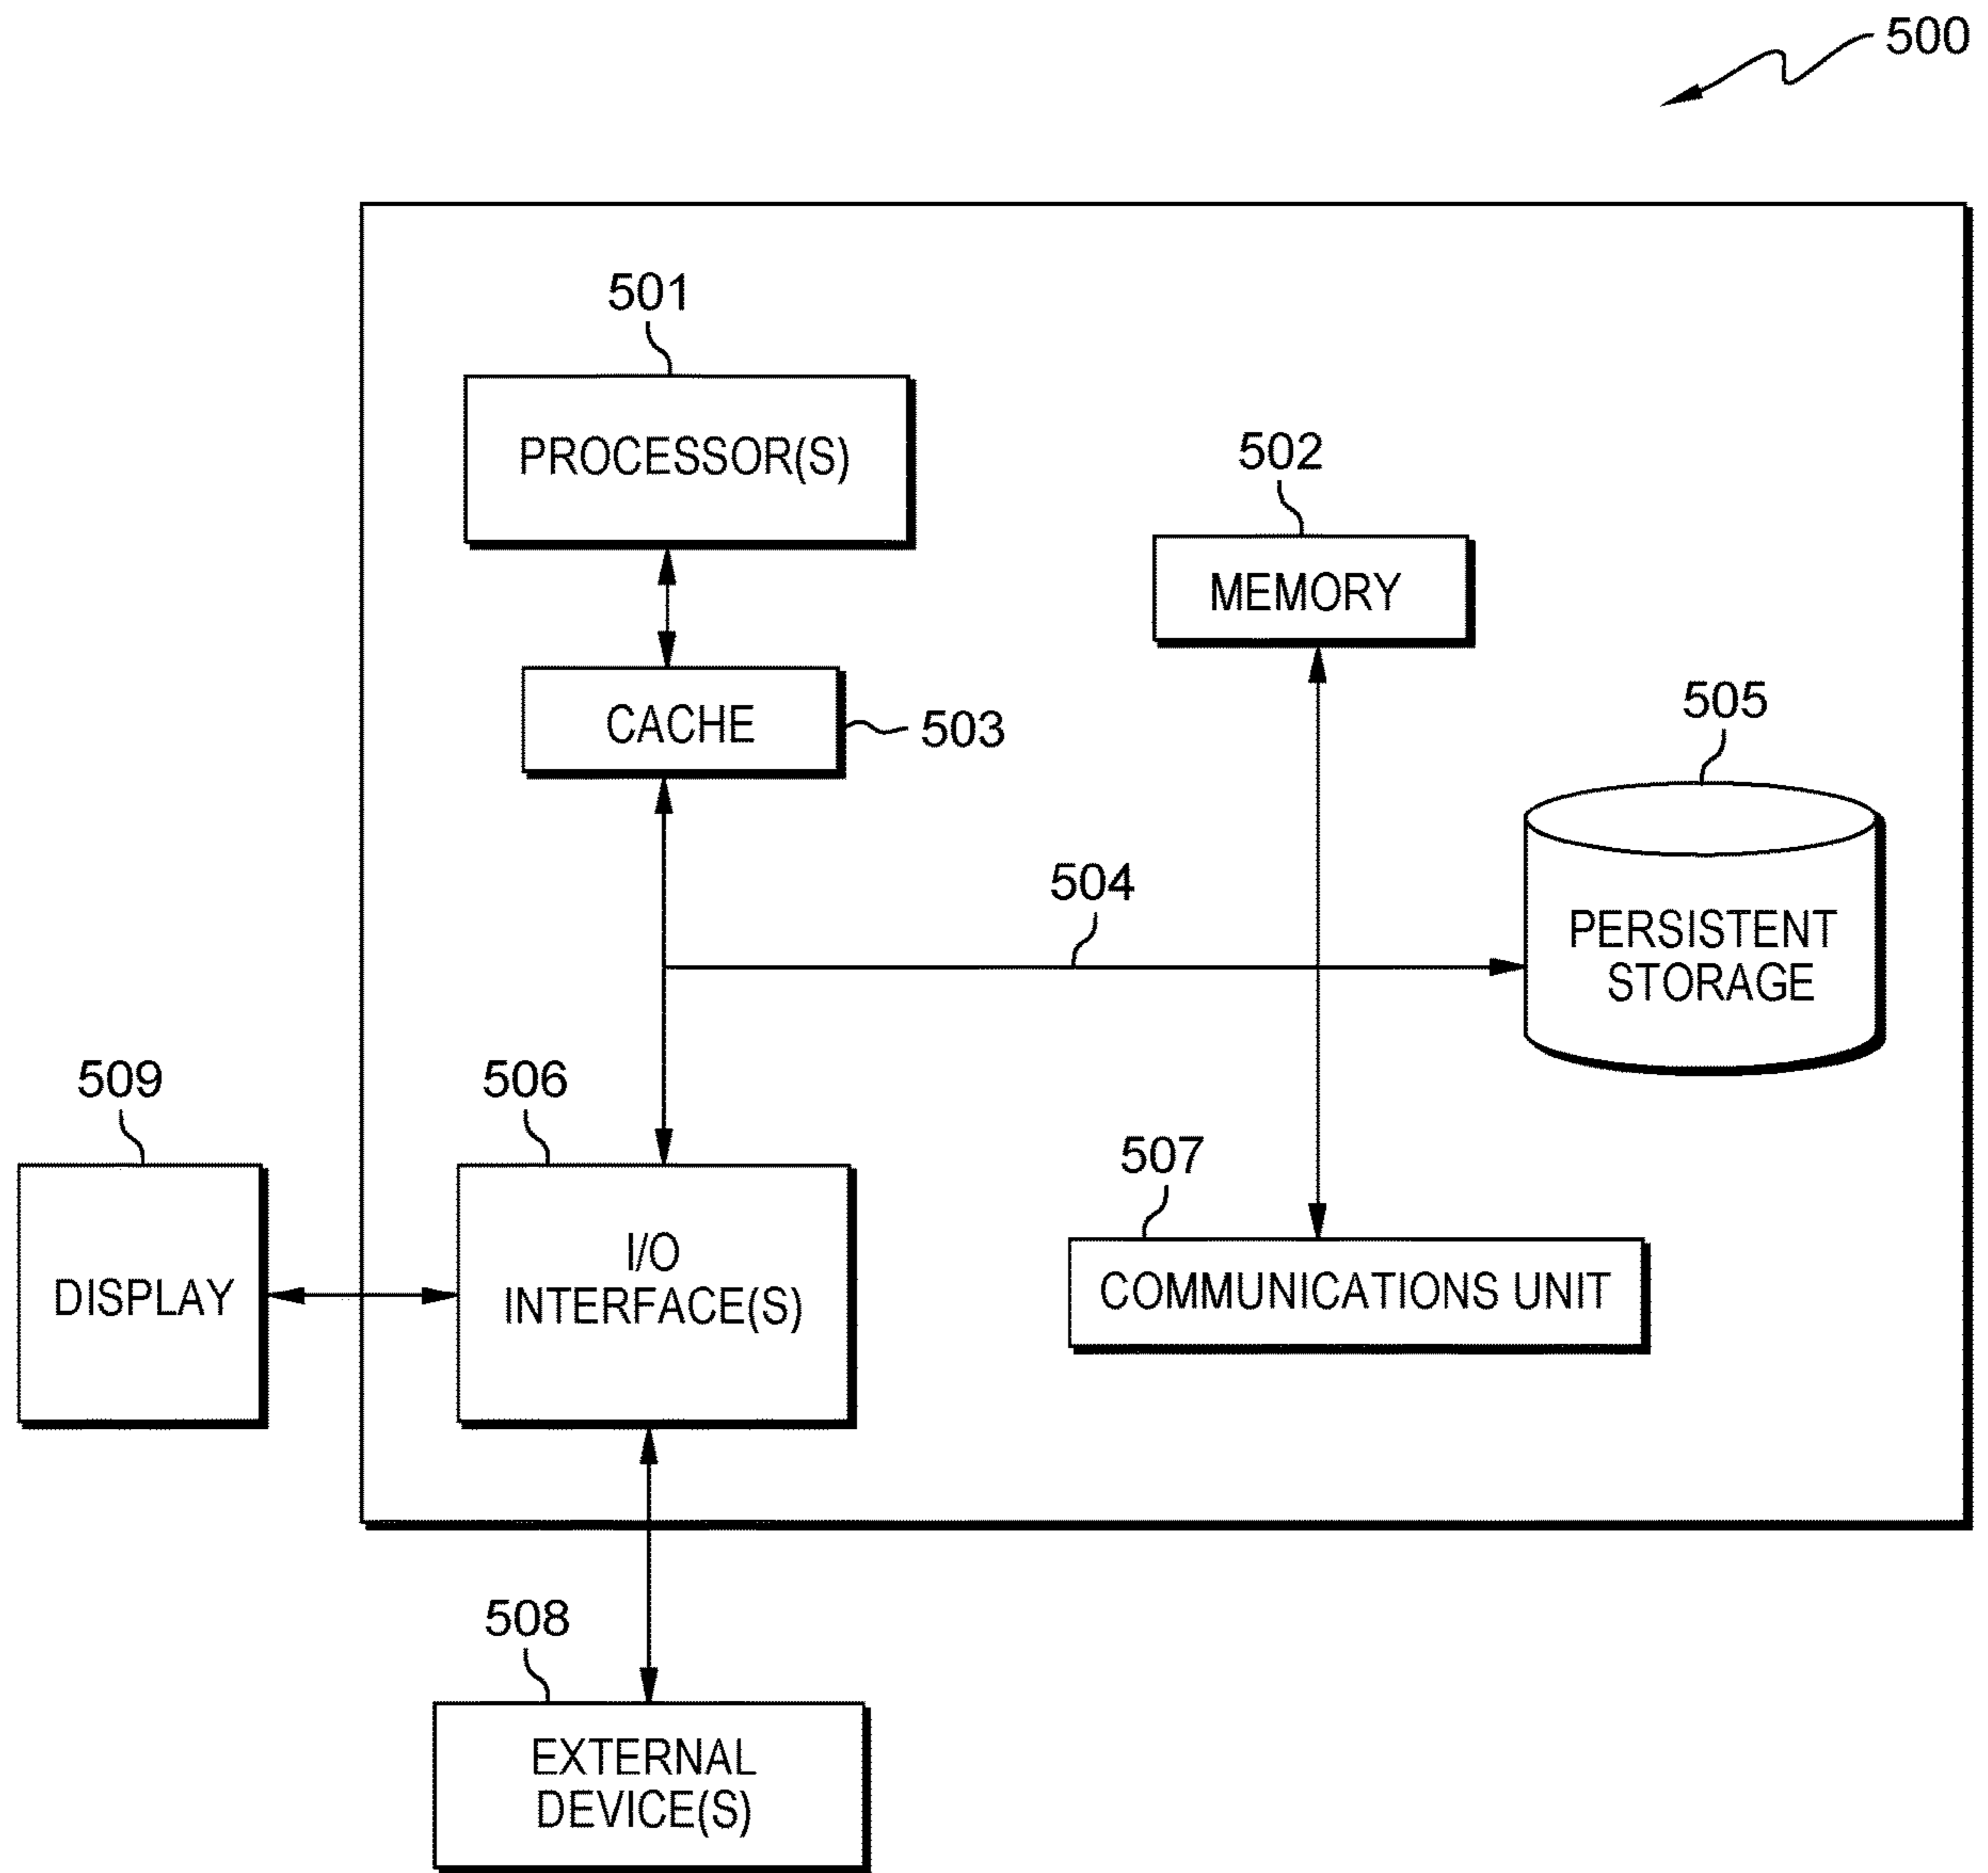 500
501
PROCESSOR(S)
502
MEMORY
CACHE
503
505
504
PERSISTENT
STORAGE
509
506
507
I/O
INTERFACE(S)
DISPLAY
COMMUNICATIONS UNIT
508
EXTERNAL
DEVICE(S)